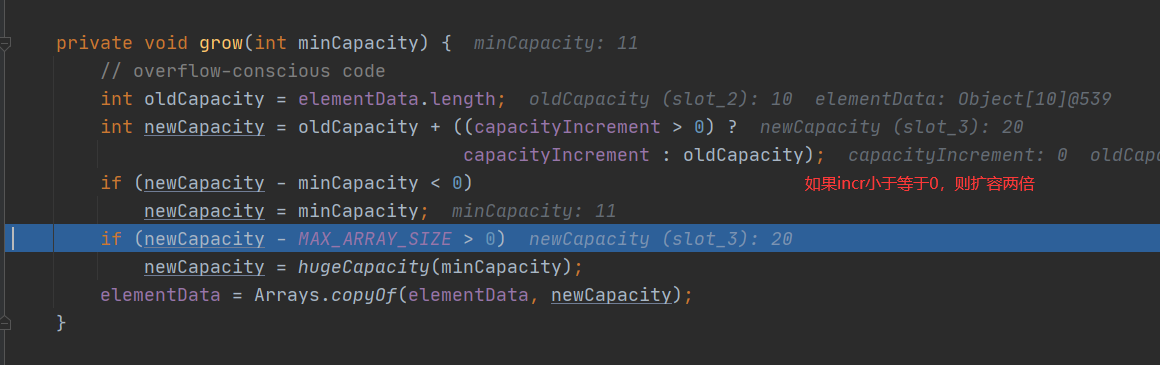 private void grow(int minCapacity) {  minCapacity: 11
// overflow-conscious code
int oldCapacity = elementData.length;  oldCapacity (slot_2): 10  elementData: Object[10]@539
int newCapacity = oldCapacity + ((capacityIncrement > 0) ?  newCapacity (slot_3): 20
capacityIncrement : oldCapacity);  capacityIncrement: 0  oldCapa
if (newCapacity - minCapacity < 0)  如果incr小于等于0，则扩容两倍
newCapacity = minCapacity;  minCapacity: 11
if (newCapacity - MAX_ARRAY_SIZE > 0)  newCapacity (slot_3): 20
newCapacity = hugeCapacity(minCapacity);
elementData = Arrays.copyOf(elementData, newCapacity);
}